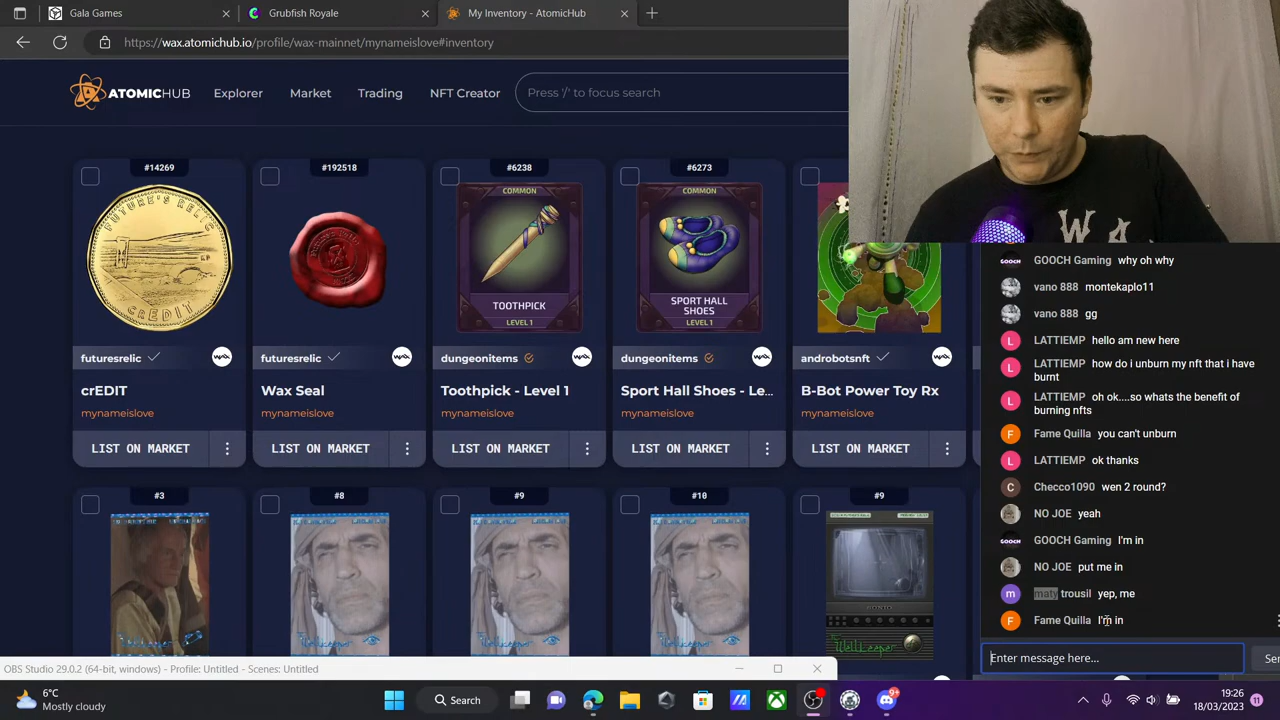 Gala Games
Grubfish Royale
My Inventory - AtomicHub
https://wax.atomichub.io/profile/wax-mainnet/mynameislove#inventory
ATOMICHUB
Explorer
Market
Trading
NFT Creator
Press '/' to focus search
#14269
#192518
#6238
#6273
FUTURE'S RELIC
CREDIT
COMMON
TOOTHPICK
LEVEL 1
COMMON
SPORT HALL
SHOES
LEVEL 1
futuresrelic
futuresrelic
dungeonitems
dungeonitems
androbotsnft
crEDIT
Wax Seal
Toothpick - Level 1
Sport Hall Shoes - Le...
B-Bot Power Toy Rx
mynameislove
mynameislove
mynameislove
mynameislove
mynameislove
LIST ON MARKET
LIST ON MARKET
LIST ON MARKET
LIST ON MARKET
LIST ON MARKET
#3
#8
#9
#10
#9
WA
GOOCH Gaming why oh why
vano 888 montekaplo11
vano 888 gg
LATTIEMP hello am new here
LATTIEMP how do i unburn my nft that i have
burnt
LATTIEMP oh ok....so whats the benefit of
burning nfts
Fame Quilla you can't unburn
LATTIEMP ok thanks
Checco1090 wen 2 round?
NO JOE yeah
GOOCH Gaming I'm in
NO JOE put me in
maty trousil yep, me
Fame Quilla I'm in
Enter message here...
Sen
OBS Studio 29.0.2 (64-bit, windows) - Profile: Untitled - Scenes: Untitled
6°C
Mostly cloudy
Search
9+
19:26
18/03/2023
11